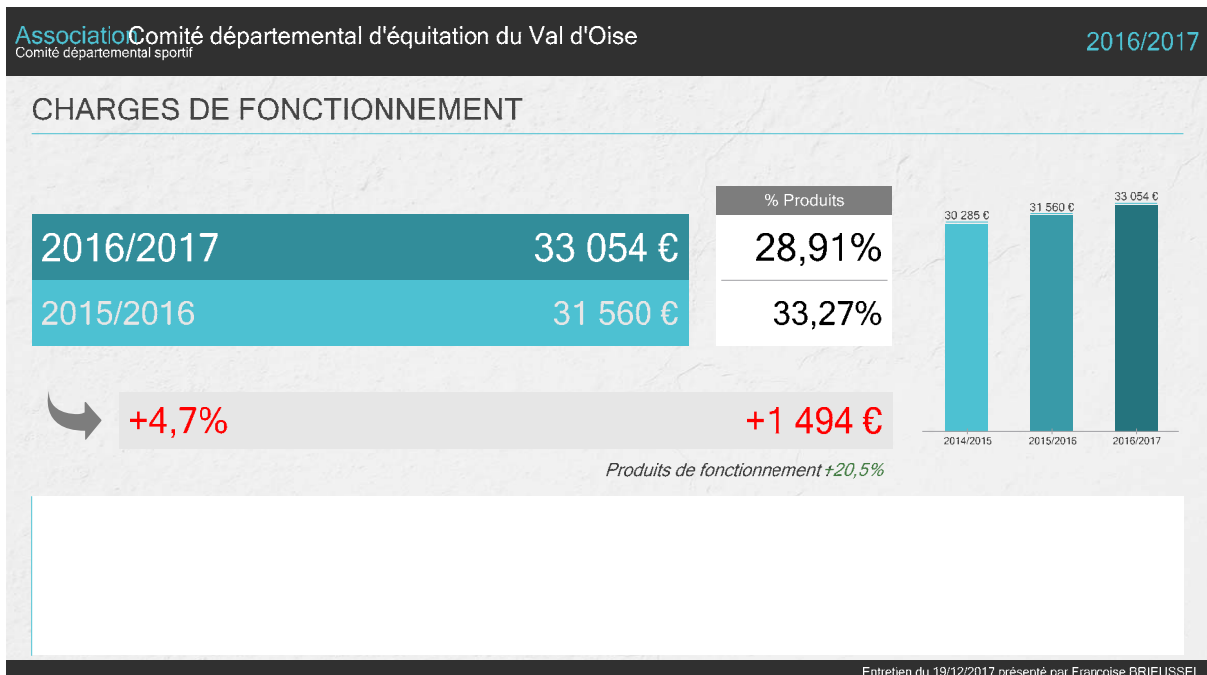 Association Comité départemental d'équitation du Val d'Oise
Comité départemental sportif
2016/2017
CHARGES DE FONCTIONNEMENT
% Produits
2016/2017 33 054 € 28,91%
2015/2016 31 560 € 33,27%
+4,7% +1 494 €
Produits de fonctionnement +20,5%
30 285 € 31 560 € 33 054 €
2014/2015 2015/2016 2016/2017
Entretien du 19/12/2017 présenté par Françoise BRIEUSSEL